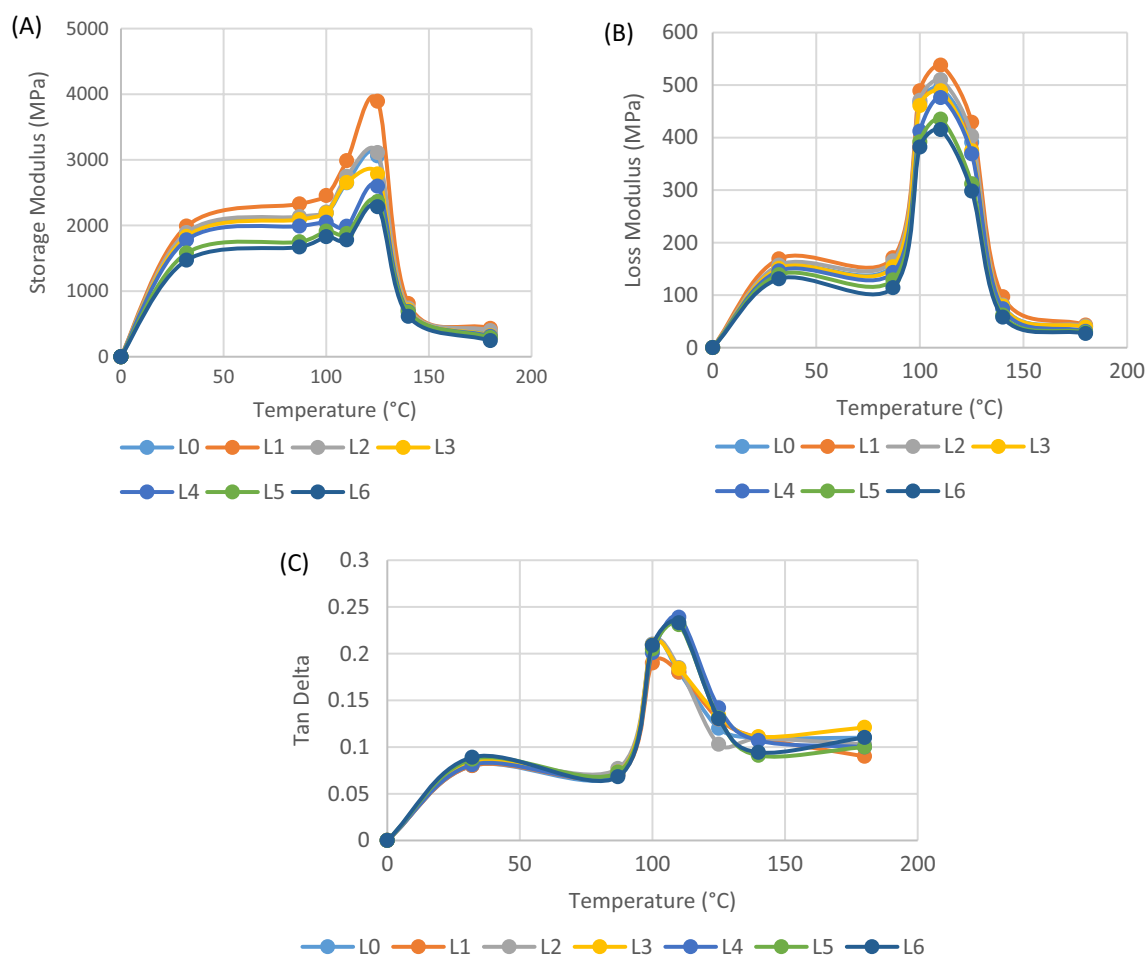 (A)
Storage Modulus (MPa)
5000
4000
3000
2000
1000
0
0 50 100 150 200
Temperature (°C)
L0 L1 L2 L3
L4 L5 L6
(B)
Loss Modulus (MPa)
600
500
400
300
200
100
0
0 50 100 150 200
Temperature (°C)
L0 L1 L2 L3
L4 L5 L6
(C)
Tan Delta
0.3
0.25
0.2
0.15
0.1
0.05
0
0 50 100 150 200
Temperature (°C)
L0 L1 L2 L3 L4 L5 L6